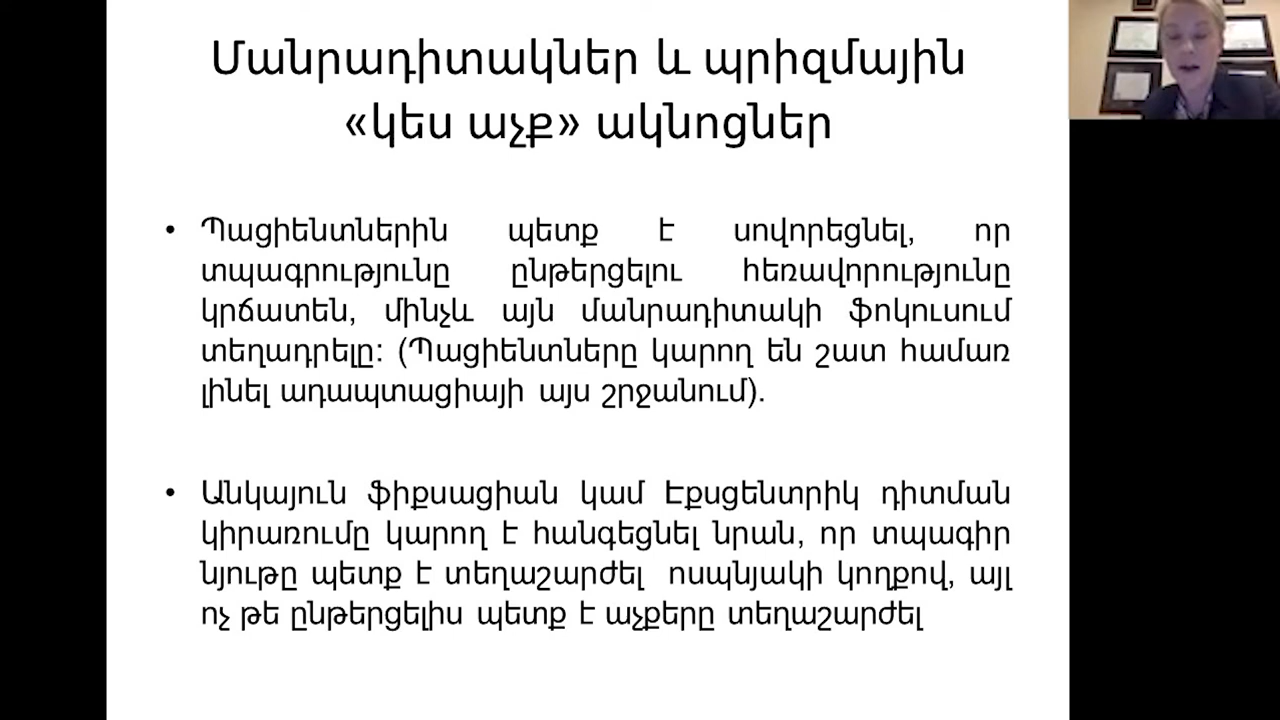 Մանրադիտակներ և պրիզմային
«կես աչք» ակնոցներ
• Պացիենտներին պետք է սովորեցնել, որ
տպագրությունը ընթերցելու հեռավորությունը
կրճատեն, մինչև այն մանրադիտակի ֆոկուսում
տեղադրելը: (Պացիենտները կարող են շատ համառ
լինել ադապտացիայի այս շրջանում).
• Անկայուն ֆիքսացիան կամ Էքսցենտրիկ դիտման
կիրառումը կարող է հանգեցնել նրան, որ տպագիր
նյութը պետք է տեղաշարժել ոսպնյակի կողքով, այլ
ոչ թե ընթերցելիս պետք է աչքերը տեղաշարժել